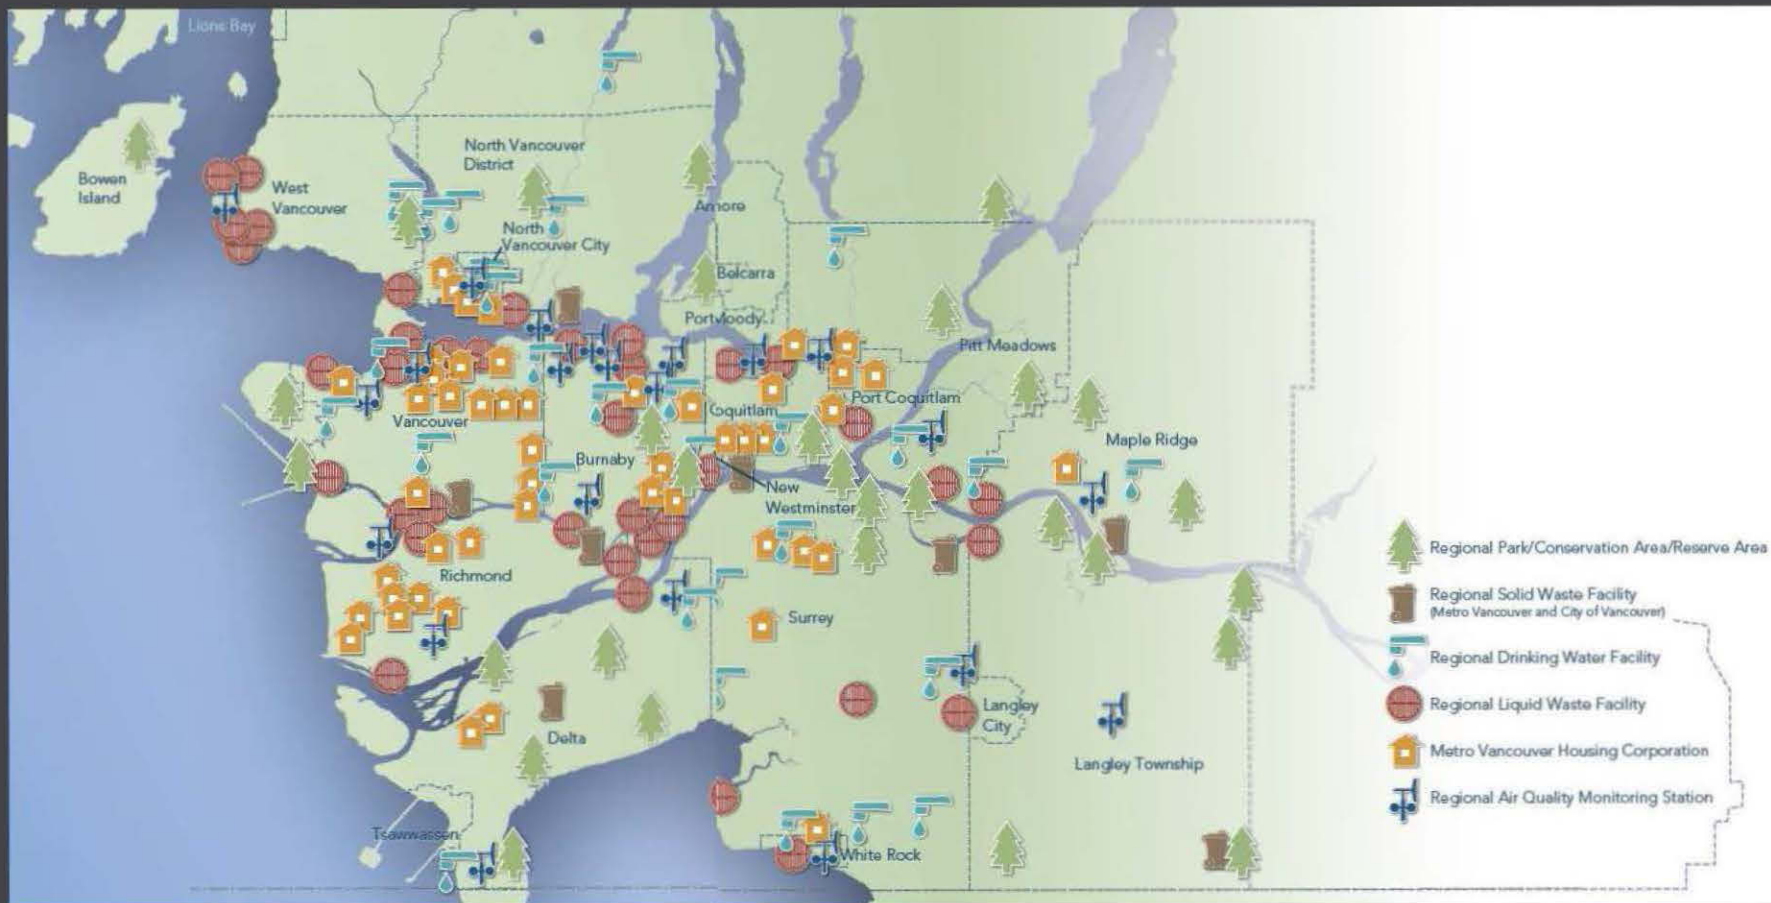 Lions Bay
Bowen
Island
West
Vancouver
North Vancouver
District
North
Vancouver City
Anmore
Belcarra
Port Moody
Pitt Meadows
Vancouver
Coquitlam
Port Coquitlam
Maple Ridge
Burnaby
New
Westminster
Richmond
Surrey
Delta
Langley
City
Langley Township
Tsawwassen
White Rock
Regional Park/Conservation Area/Reserve Area
Regional Solid Waste Facility
(Metro Vancouver and City of Vancouver)
Regional Drinking Water Facility
Regional Liquid Waste Facility
Metro Vancouver Housing Corporation
Regional Air Quality Monitoring Station